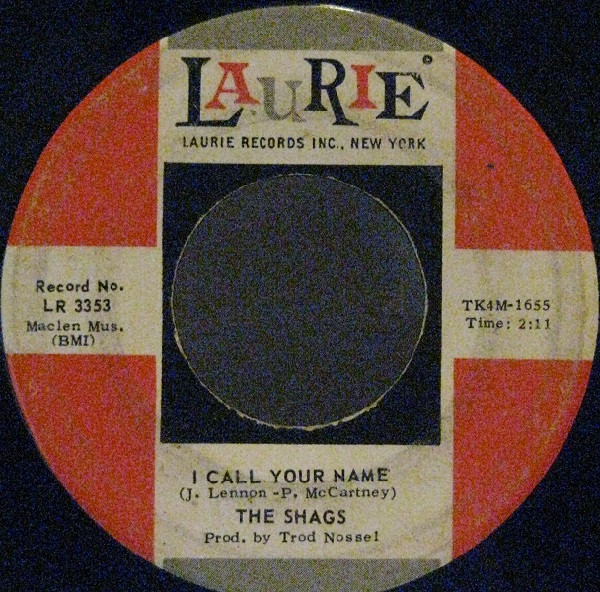 LAURIE®
LAURIE RECORDS INC., NEW YORK
Record No.
LR 3353
Maclen Mus.
(BMI)
TK4M-1655
Time: 2:11
I CALL YOUR NAME
(J. Lennon -P. McCartney)
THE SHAGS
Prod. by Trod Nossel